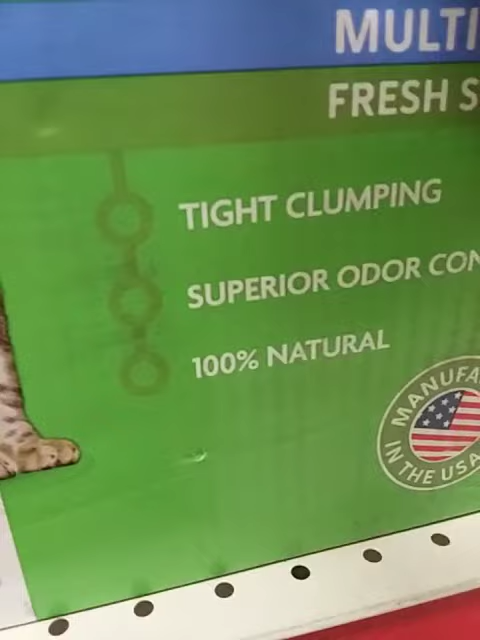 MULTI
FRESH S
TIGHT CLUMPING
SUPERIOR ODOR CON
100% NATURAL
MANUFA
IN THE USA